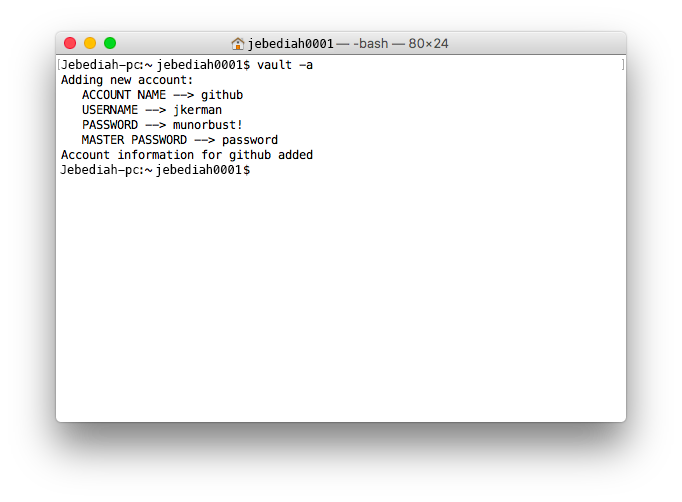 jebediah0001 — -bash — 80×24
[Jebediah-pc:~ jebediah0001$ vault -a ]
Adding new account:
ACCOUNT NAME --> github
USERNAME --> jkerman
PASSWORD --> munorbust!
MASTER PASSWORD --> password
Account information for github added
Jebediah-pc:~ jebediah0001$